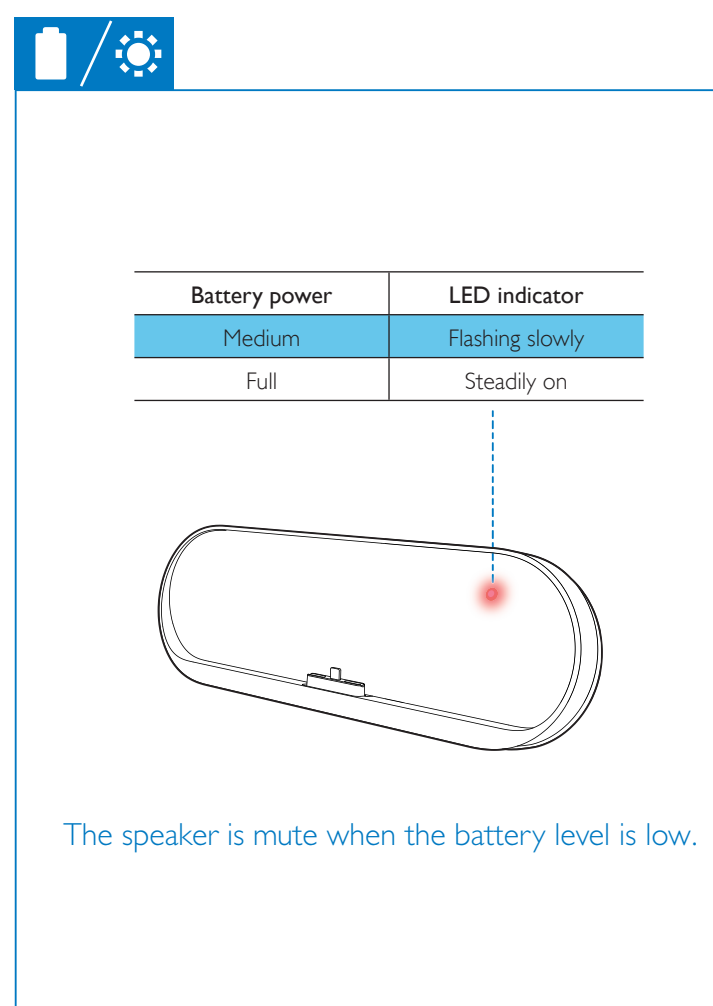 Battery power LED indicator
Medium Flashing slowly
Full Steadily on
The speaker is mute when the battery level is low.